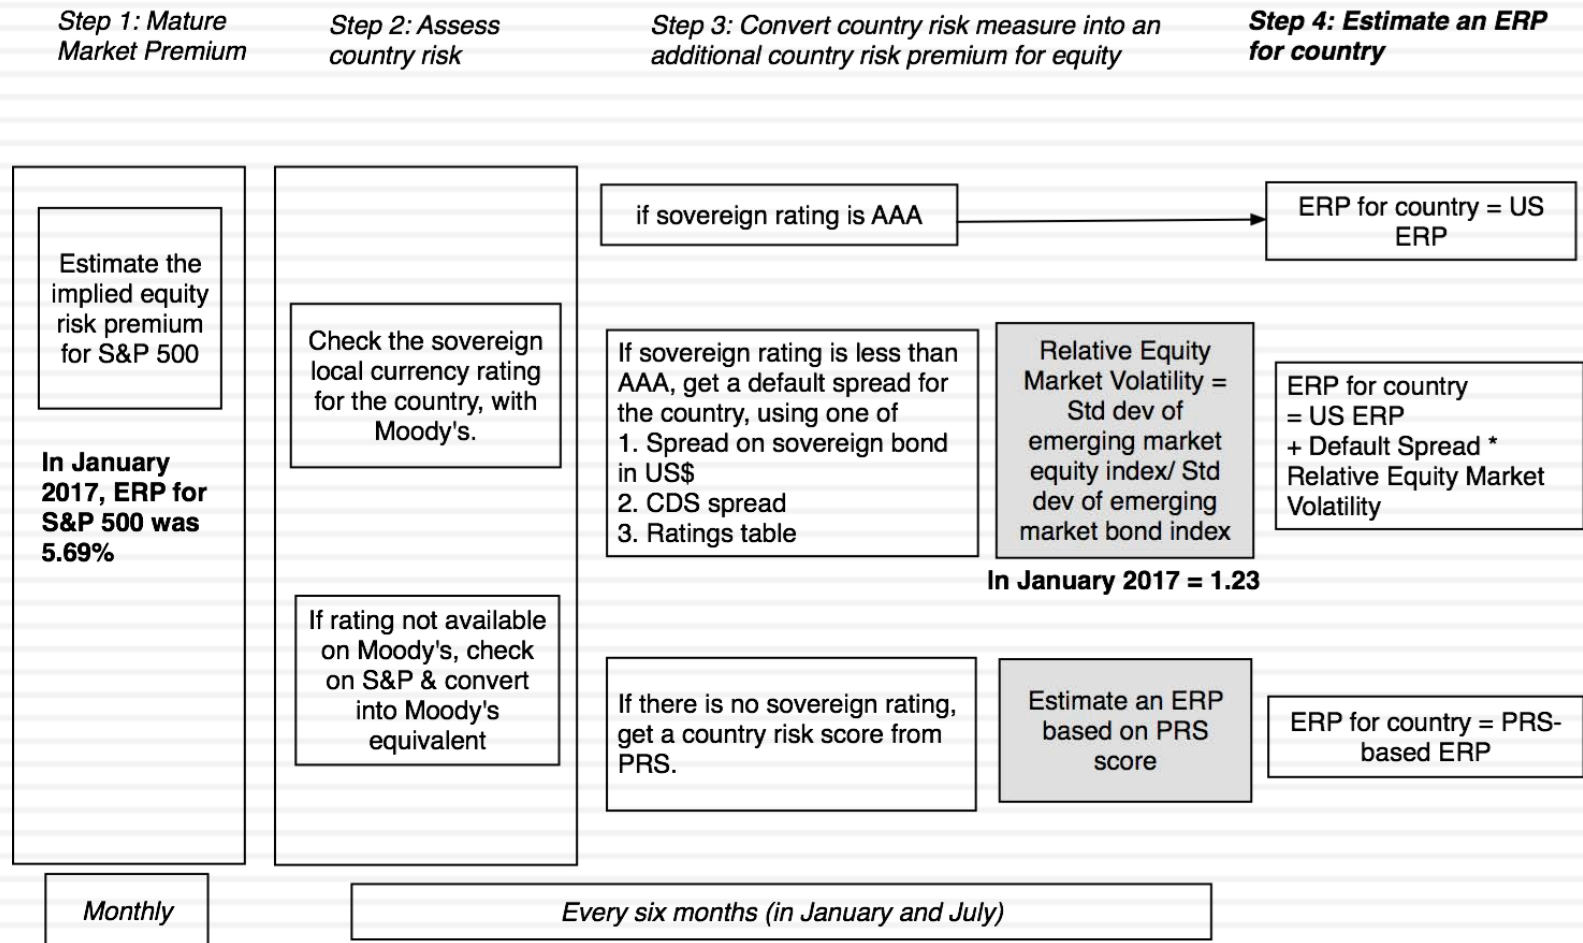 Step 1: Mature
Market Premium
Step 2: Assess
country risk
Step 3: Convert country risk measure into an
additional country risk premium for equity
Step 4: Estimate an ERP
for country
Estimate the
implied equity
risk premium
for S&P 500
In January
2017, ERP for
S&P 500 was
5.69%
Check the sovereign
local currency rating
for the country, with
Moody's.
If rating not available
on Moody's, check
on S&P & convert
into Moody's
equivalent
if sovereign rating is AAA
ERP for country = US
ERP
If sovereign rating is less than
AAA, get a default spread for
the country, using one of
1. Spread on sovereign bond
in US$
2. CDS spread
3. Ratings table
Relative Equity
Market Volatility =
Std dev of
emerging market
equity index/ Std
dev of emerging
market bond index
In January 2017 = 1.23
ERP for country
= US ERP
+ Default Spread *
Relative Equity Market
Volatility
If there is no sovereign rating,
get a country risk score from
PRS.
Estimate an ERP
based on PRS
score
ERP for country = PRS-
based ERP
Monthly
Every six months (in January and July)